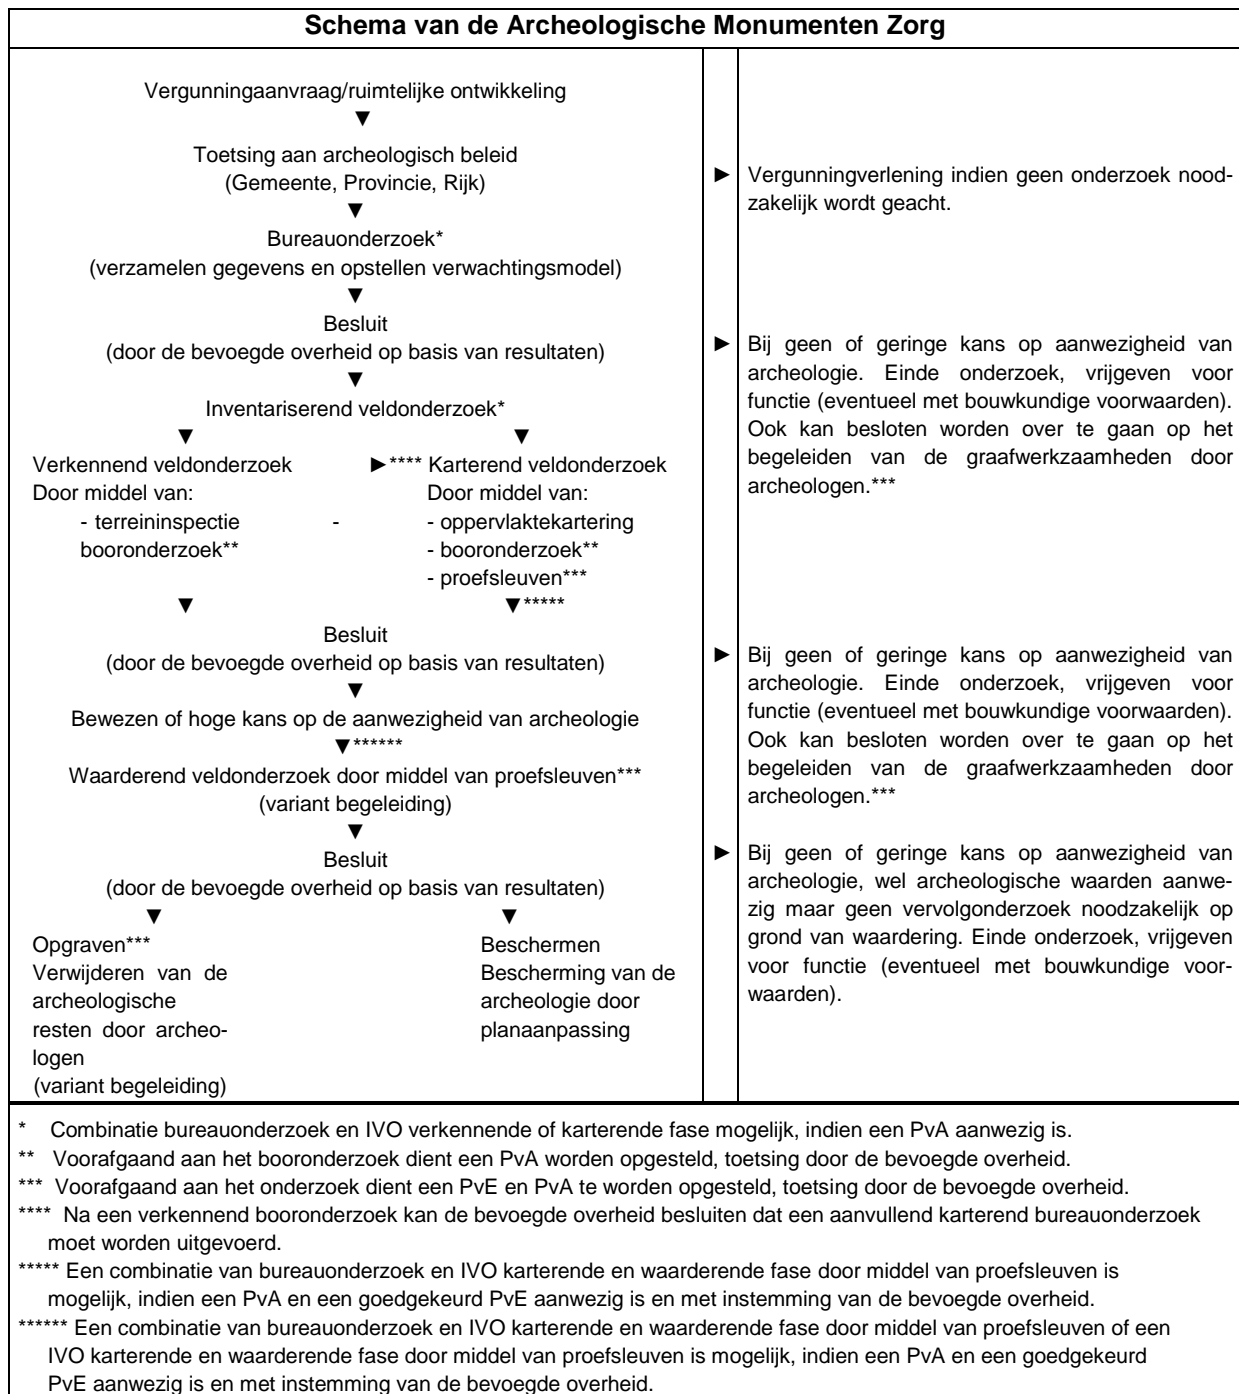 Schema van de Archeologische Monumenten Zorg
Vergunningaanvraag/ruimtelijke ontwikkeling
▼
Toetsing aan archeologisch beleid
(Gemeente, Provincie, Rijk)
▼
Bureauonderzoek*
(verzamelen gegevens en opstellen verwachtingsmodel)
▼
Besluit
(door de bevoegde overheid op basis van resultaten)
▼
Inventariserend veldonderzoek*
▼ ▼
Verkennend veldonderzoek ►**** Karterend veldonderzoek
Door middel van: Door middel van:
- terreininspectie - - oppervlaktekartering
booronderzoek** - booronderzoek**
- proefsleuven***
▼ ▼*****
Besluit
(door de bevoegde overheid op basis van resultaten)
▼
Bewezen of hoge kans op de aanwezigheid van archeologie
▼******
Waarderend veldonderzoek door middel van proefsleuven***
(variant begeleiding)
▼
Besluit
(door de bevoegde overheid op basis van resultaten)
▼ ▼
Opgraven*** Beschermen
Verwijderen van de Bescherming van de
archeologische archeologie door
resten door archeo- planaanpassing
logen
(variant begeleiding)
► Vergunningverlening indien geen onderzoek nood-
zakelijk wordt geacht.
► Bij geen of geringe kans op aanwezigheid van
archeologie. Einde onderzoek, vrijgeven voor
functie (eventueel met bouwkundige voorwaarden).
Ook kan besloten worden over te gaan op het
begeleiden van de graafwerkzaamheden door
archeologen.***
► Bij geen of geringe kans op aanwezigheid van
archeologie. Einde onderzoek, vrijgeven voor
functie (eventueel met bouwkundige voorwaarden).
Ook kan besloten worden over te gaan op het
begeleiden van de graafwerkzaamheden door
archeologen.***
► Bij geen of geringe kans op aanwezigheid van
archeologie, wel archeologische waarden aanwe-
zig maar geen vervolgonderzoek noodzakelijk op
grond van waardering. Einde onderzoek, vrijgeven
voor functie (eventueel met bouwkundige voor-
waarden).
* Combinatie bureauonderzoek en IVO verkennende of karterende fase mogelijk, indien een PvA aanwezig is.
** Voorafgaand aan het booronderzoek dient een PvA worden opgesteld, toetsing door de bevoegde overheid.
*** Voorafgaand aan het onderzoek dient een PvE en PvA te worden opgesteld, toetsing door de bevoegde overheid.
**** Na een verkennend booronderzoek kan de bevoegde overheid besluiten dat een aanvullend karterend bureauonderzoek
moet worden uitgevoerd.
***** Een combinatie van bureauonderzoek en IVO karterende en waarderende fase door middel van proefsleuven is
mogelijk, indien een PvA en een goedgekeurd PvE aanwezig is en met instemming van de bevoegde overheid.
****** Een combinatie van bureauonderzoek en IVO karterende en waarderende fase door middel van proefsleuven of een
IVO karterende en waarderende fase door middel van proefsleuven is mogelijk, indien een PvA en een goedgekeurd
PvE aanwezig is en met instemming van de bevoegde overheid.